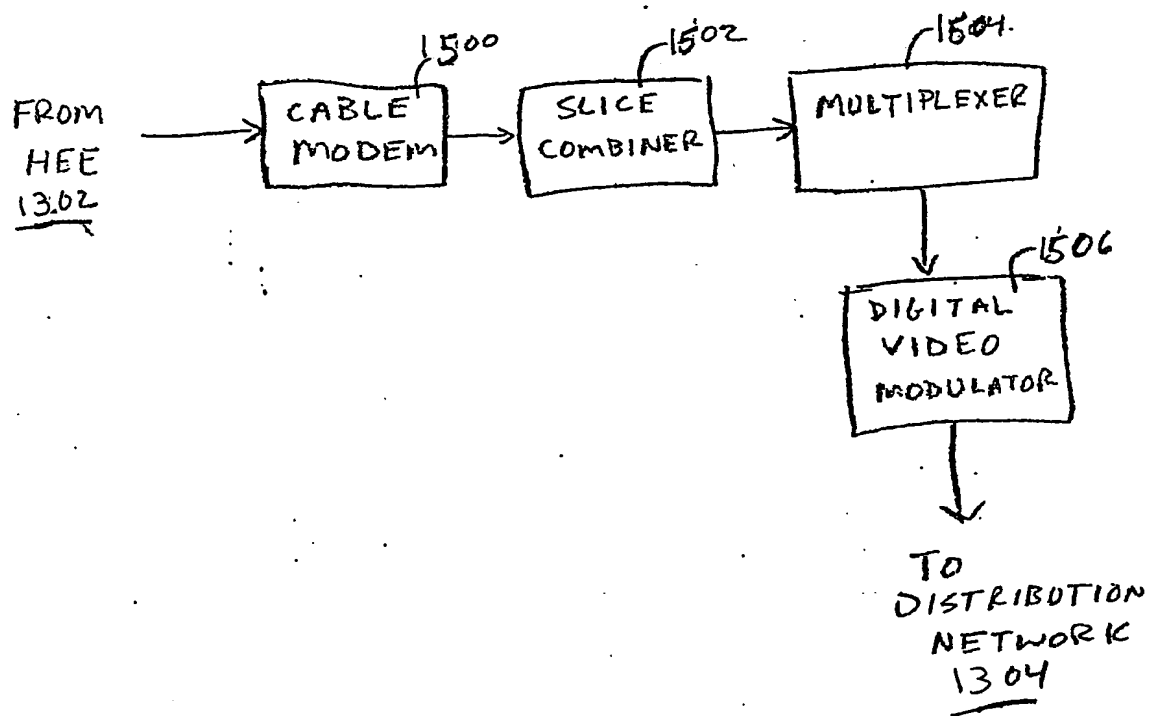 FROM
HEE
1302
1500
CABLE
MODEM
1502
SLICE
COMBINER
1504.
MULTIPLEXER
1506
DIGITAL
VIDEO
MODULATOR
TO
DISTRIBUTION
NETWORK
1304